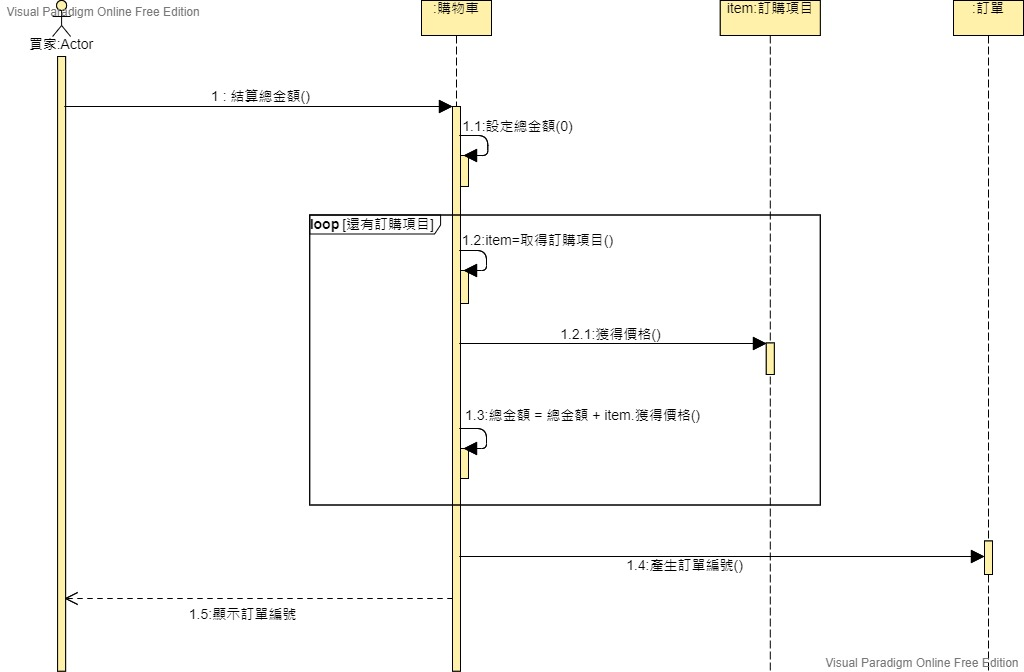 Visual Paradigm Online Free Edition
買家:Actor
:購物車
item:訂購項目
:訂單
1 : 結算總金額()
1.1:設定總金額(0)
loop [還有訂購項目]
1.2:item=取得訂購項目()
1.2.1:獲得價格()
1.3:總金額 = 總金額 + item.獲得價格()
1.4:產生訂單編號()
1.5:顯示訂單編號
Visual Paradigm Online Free Edition